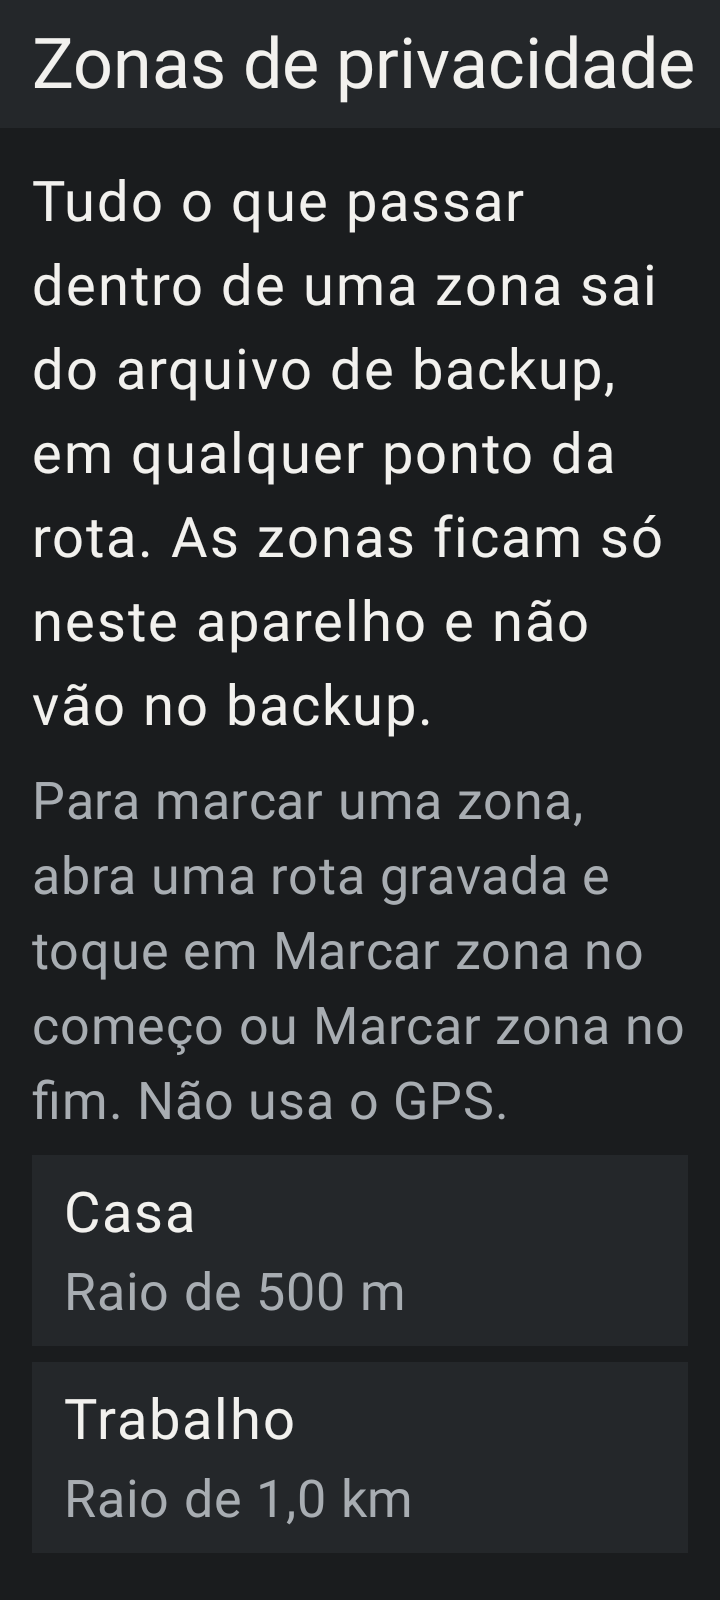 Zonas de privacidade
Tudo o que passar
dentro de uma zona sai
do arquivo de backup,
em qualquer ponto da
rota. As zonas ficam só
neste aparelho e não
vão no backup.
Para marcar uma zona,
abra uma rota gravada e
toque em Marcar zona no
começo ou Marcar zona no
fim. Não usa o GPS.
Casa
Raio de 500 m
Trabalho
Raio de 1,0 km